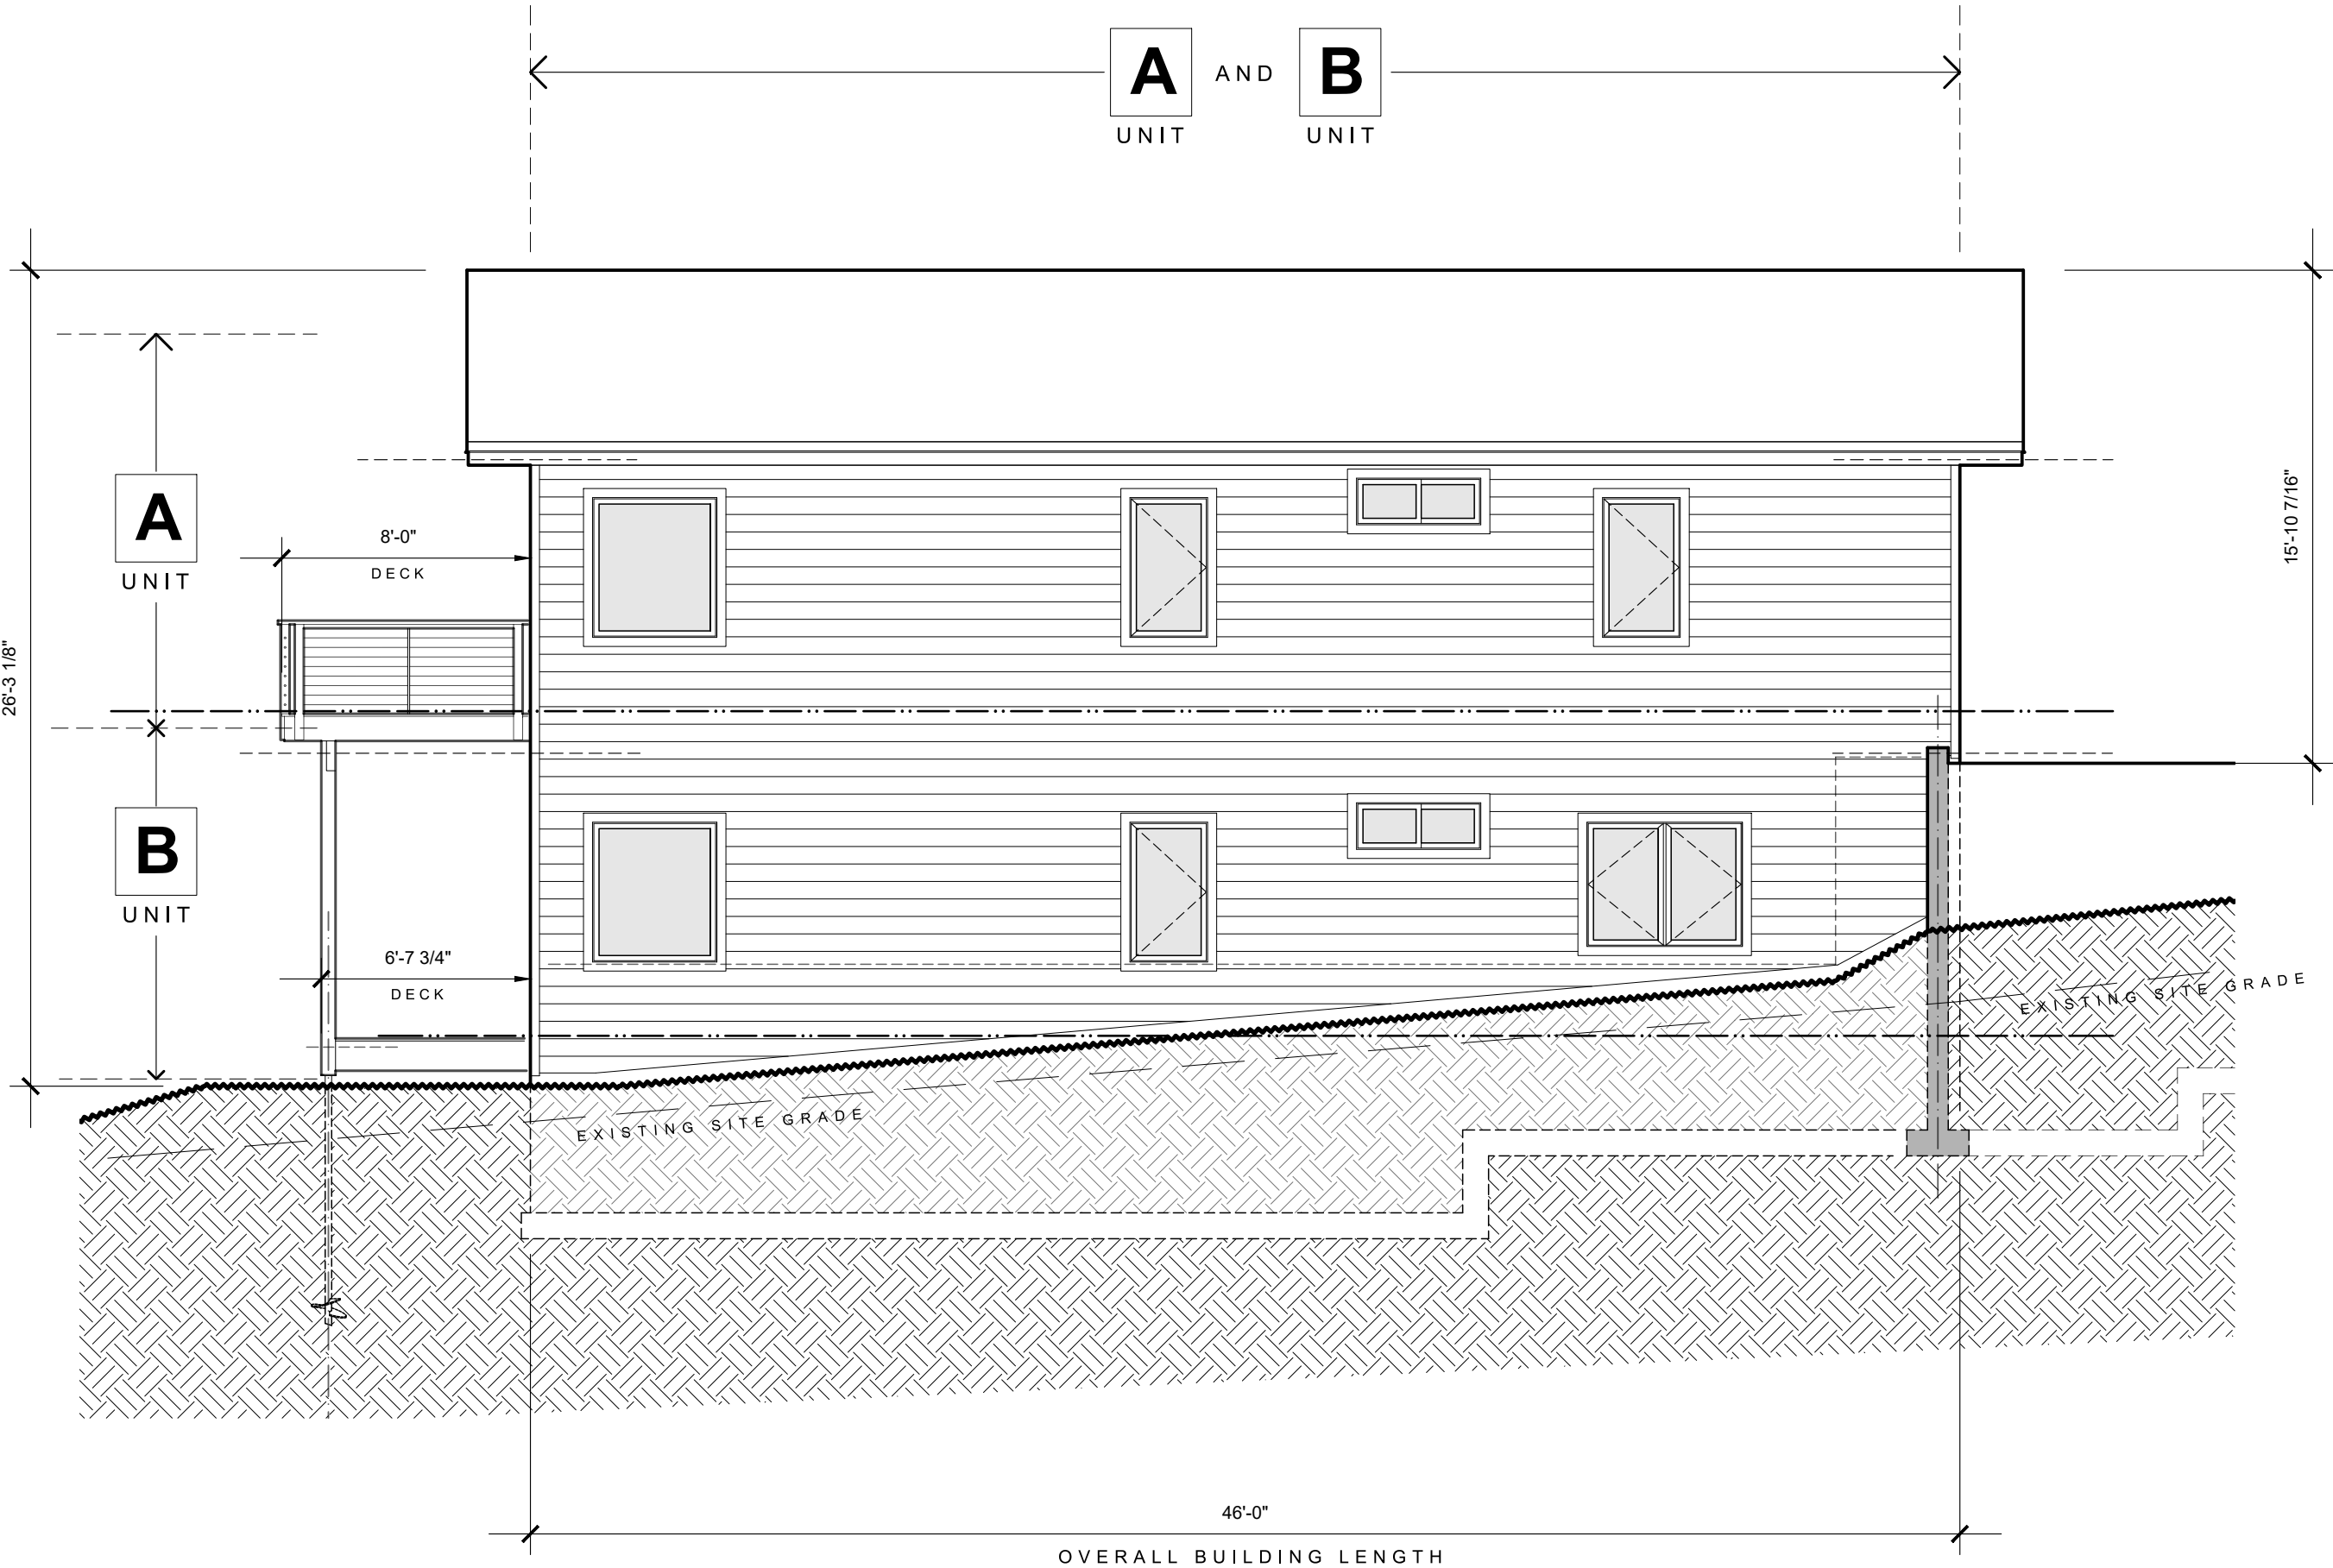 A AND B
UNIT UNIT
A
UNIT
8'-0"
DECK
15'-10 7/16"
26'-3 1/8"
B
UNIT
6'-7 3/4"
DECK
EXISTING SITE GRADE
EXISTING SITE GRADE
46'-0"
OVERALL BUILDING LENGTH